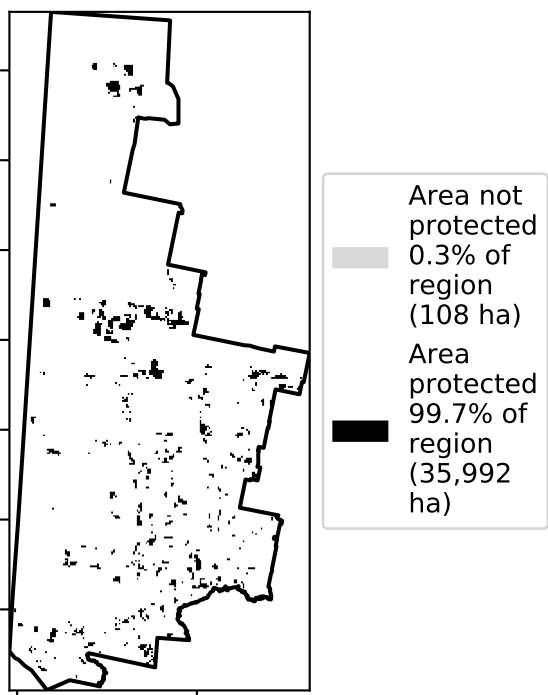 Area not
protected
0.3% of
region
(108 ha)
Area
protected
99.7% of
region
(35,992
ha)